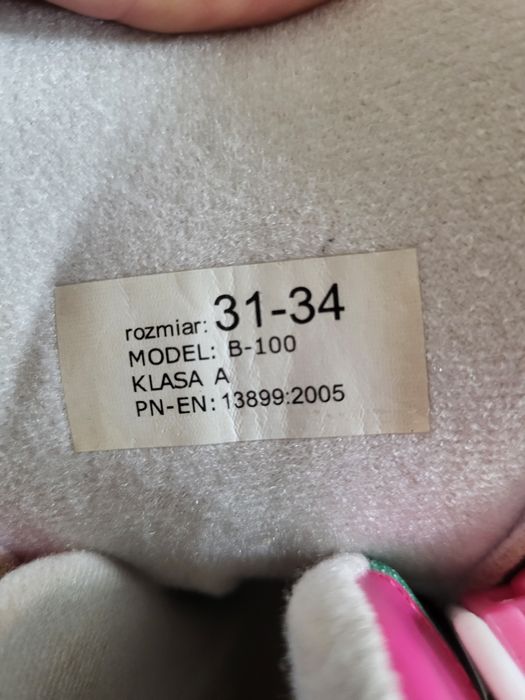 rozmiar: 31-34
MODEL: B-100
KLASA A
PN-EN: 13899:2005